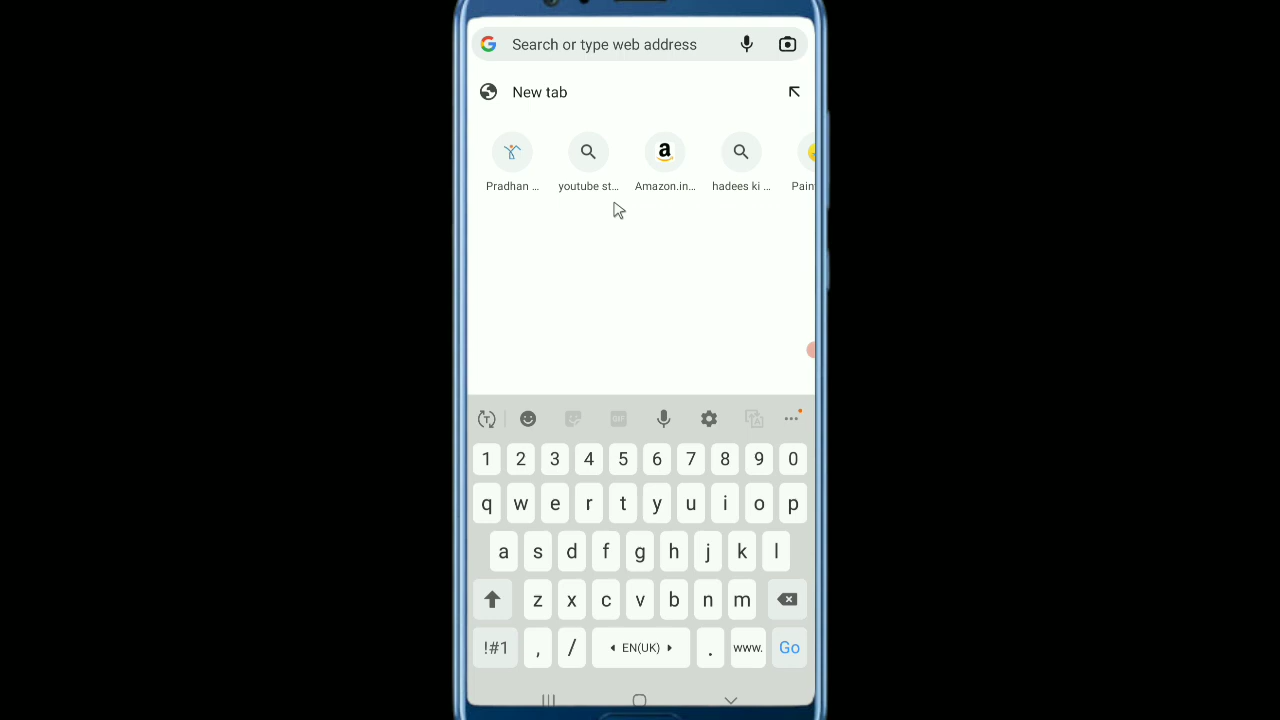 Search or type web address
New tab
Pradhan ... youtube st... Amazon.in... hadees ki ... Pain
GIF
1 2 3 4 5 6 7 8 9 0
q w e r t y u i o p
a s d f g h j k l
z x c v b n m
!#1 , / EN(UK) . www. Go